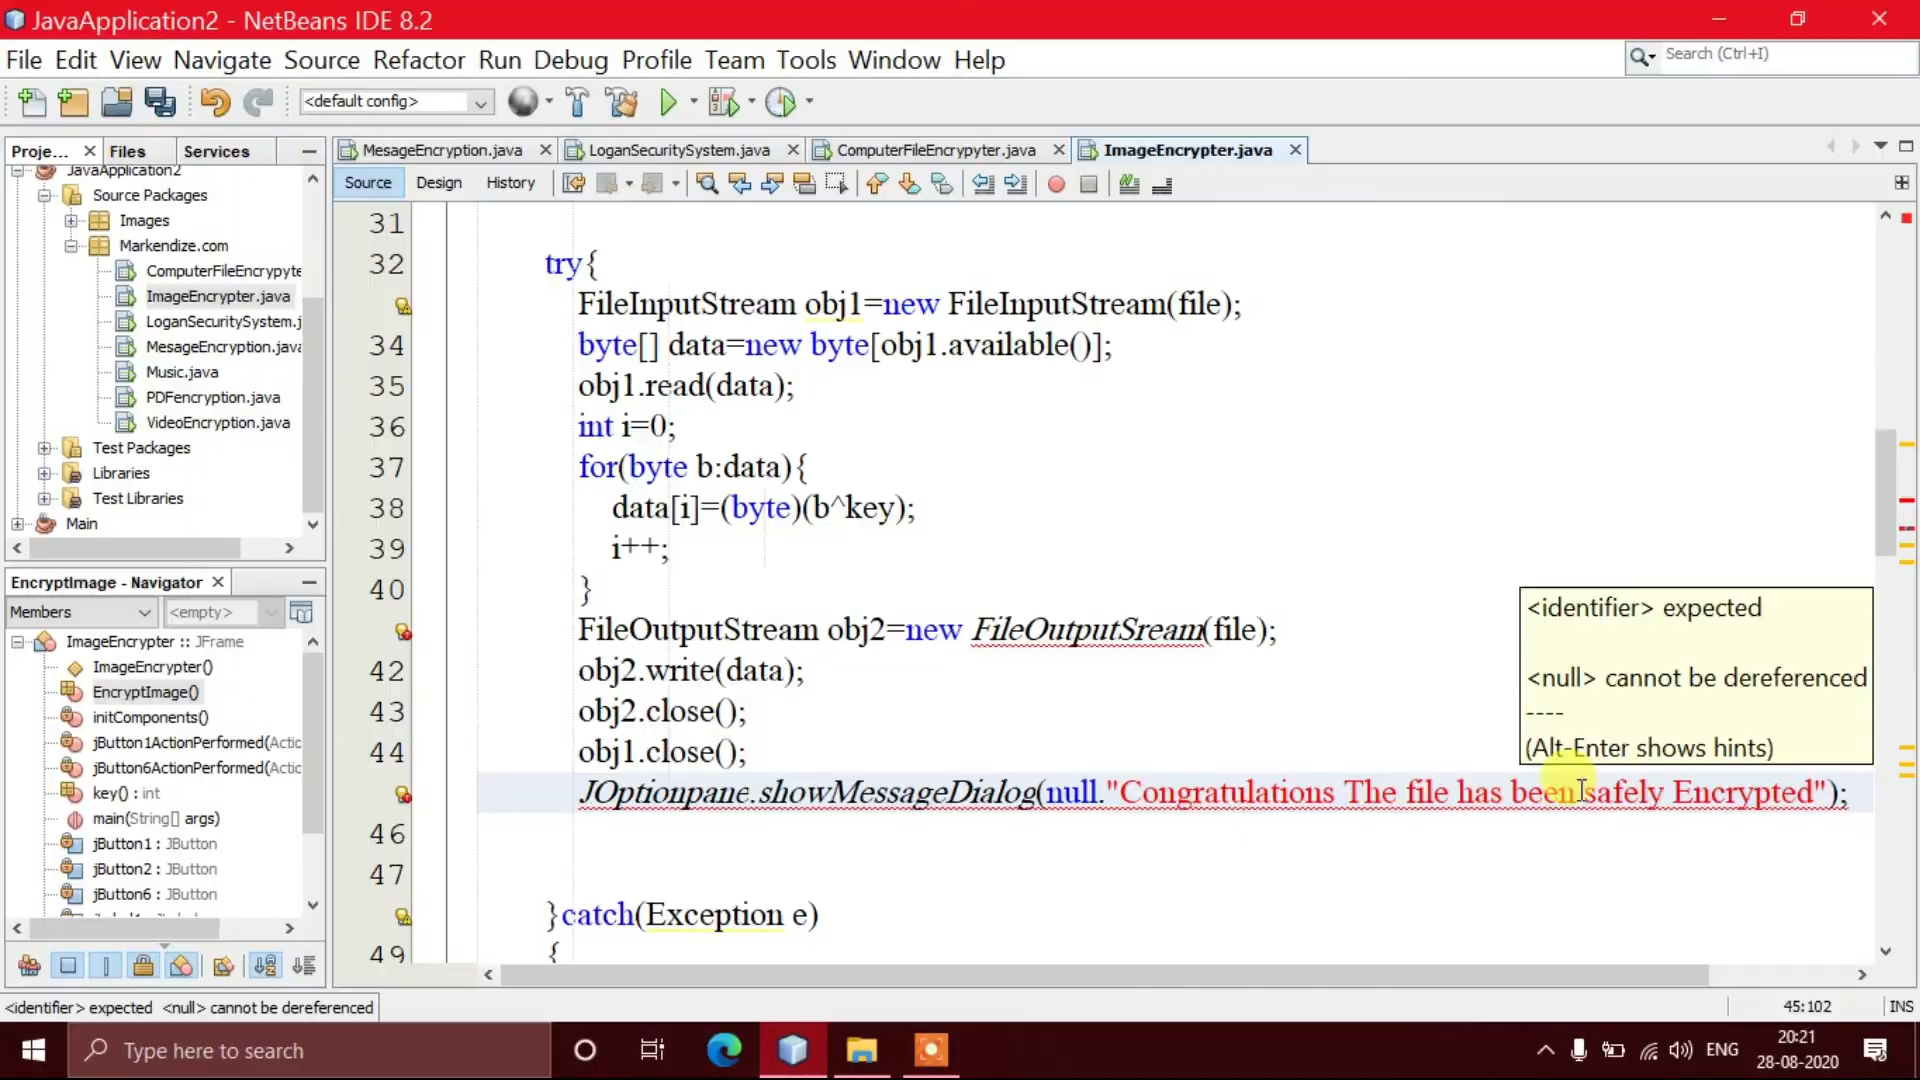 JavaApplication2 - NetBeans IDE 8.2
File Edit View Navigate Source Refactor Run Debug Profile Team Tools Window Help
Search (Ctrl+I)
<default config>
Proje... Files Services
MesageEncryption.java LoganSecuritySystem.java ComputerFileEncrypyter.java ImageEncrypter.java
Source Design History
JavaApplication2
Source Packages
Images
Markendize.com
ComputerFileEncrypyte
ImageEncrypter.java
LoganSecuritySystem.j
MesageEncryption.java
Music.java
PDFencryption.java
VideoEncryption.java
Test Packages
Libraries
Test Libraries
Main
EncryptImage - Navigator
Members <empty>
ImageEncrypter :: JFrame
ImageEncrypter()
EncryptImage()
initComponents()
jButton1ActionPerformed(Actic
jButton6ActionPerformed(Actic
key() : int
main(String[] args)
jButton1 : JButton
jButton2 : JButton
jButton6 : JButton
31
32 try{
FileInputStream obj1=new FileInputStream(file);
34 byte[] data=new byte[obj1.available()];
35 obj1.read(data);
36 int i=0;
37 for(byte b:data){
38 data[i]=(byte)(b^key);
39 i++;
40 }
FileOutputStream obj2=new FileOutputSream(file);
42 obj2.write(data);
43 obj2.close();
44 obj1.close();
JOptionpane.showMessageDialog(null."Congratulations The file has been safely Encrypted");
46
47
}catch(Exception e)
49 {
<identifier> expected
<null> cannot be dereferenced
----
(Alt-Enter shows hints)
<identifier> expected <null> cannot be dereferenced
45:102 INS
Type here to search
ENG
20:21
28-08-2020